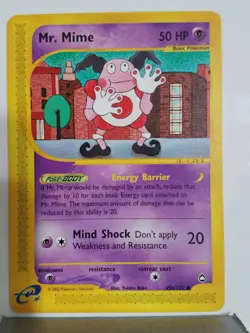 Mr. Mime 50 HP
Basic Pokémon
Poké-BODY Energy Barrier
If Mr. Mime would be damaged by an attack, reduce that
damage by 10 for each basic Energy card attached to
Mr. Mime. The maximum amount of damage that can be
reduced by this ability is 20.
Mind Shock Don't apply
Weakness and Resistance. 20
weakness resistance retreat cost
e